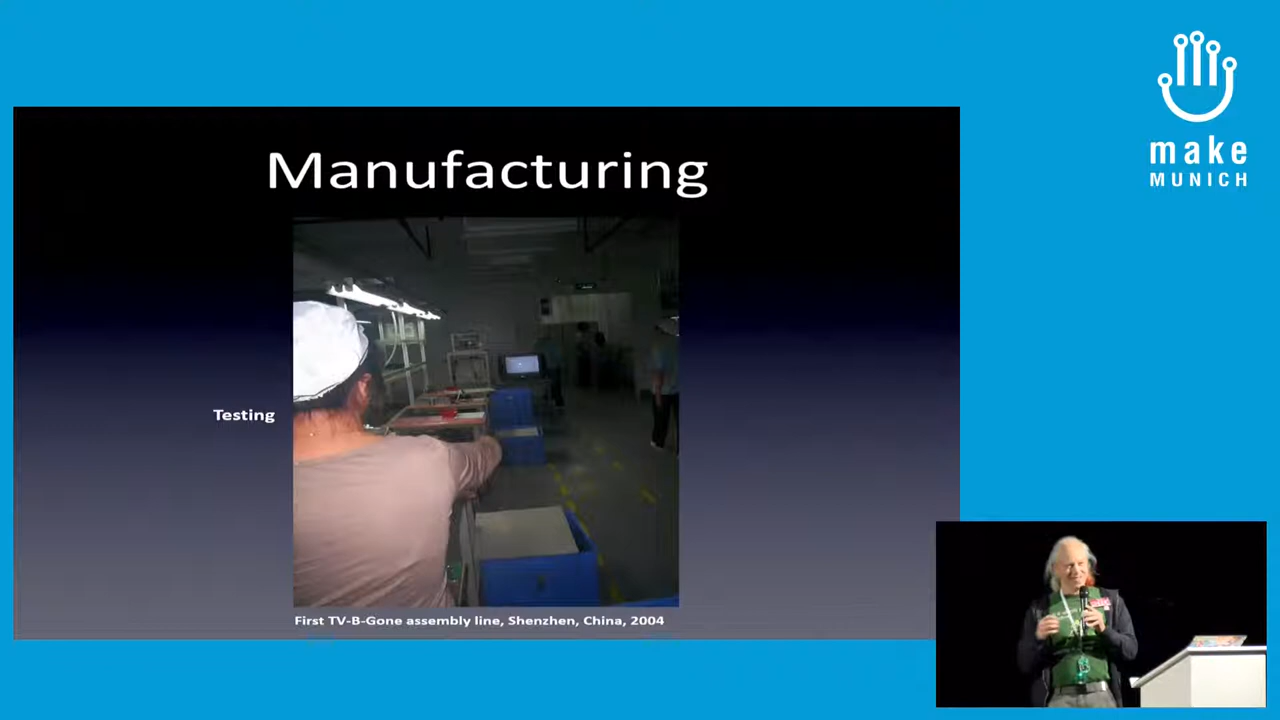 make
MUNICH
Manufacturing
Testing
First TV-B-Gone assembly line, Shenzhen, China, 2004